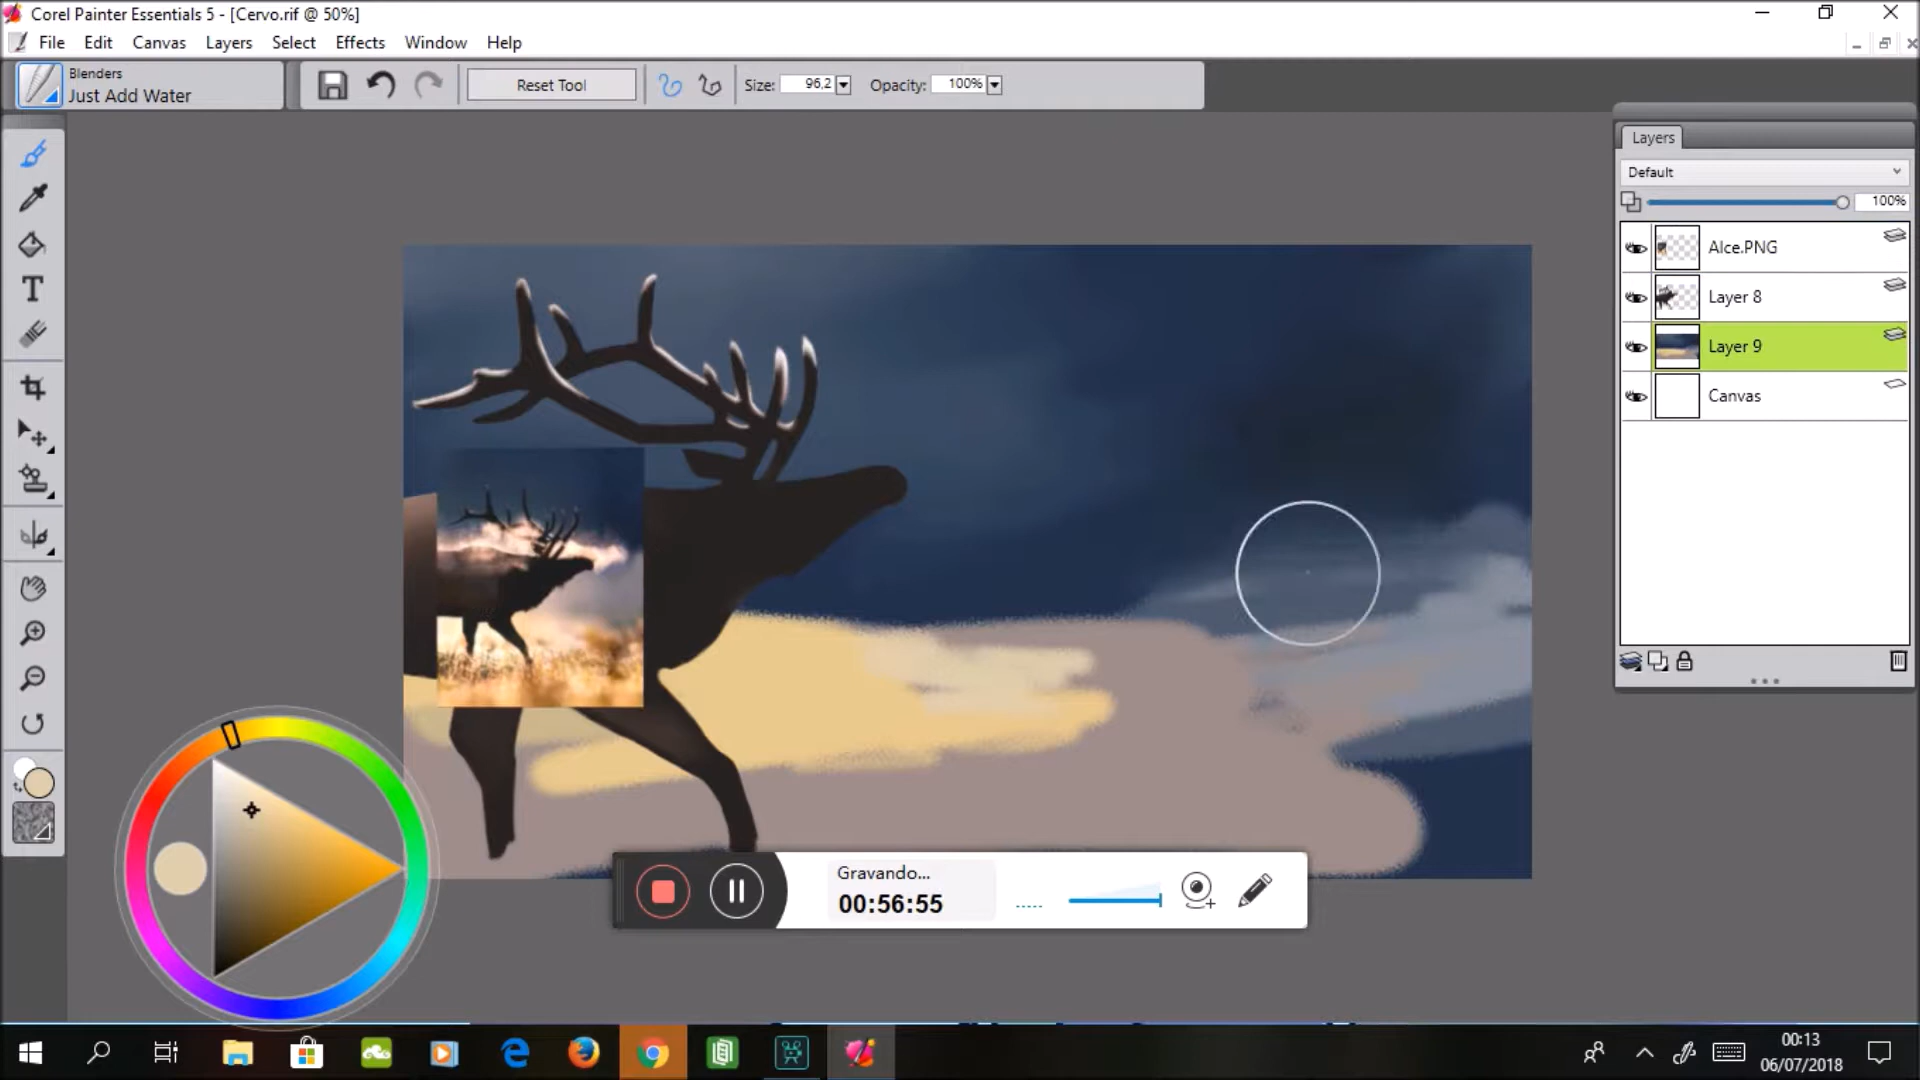 Corel Painter Essentials 5 - [Cervo.rif @ 50%]
File Edit Canvas Layers Select Effects Window Help
Blenders
Just Add Water
Reset Tool
Size: 96,2
Opacity: 100%
Layers
Default
100%
Alce.PNG
Layer 8
Layer 9
Canvas
T
Gravando...
00:56:55
00:13
06/07/2018